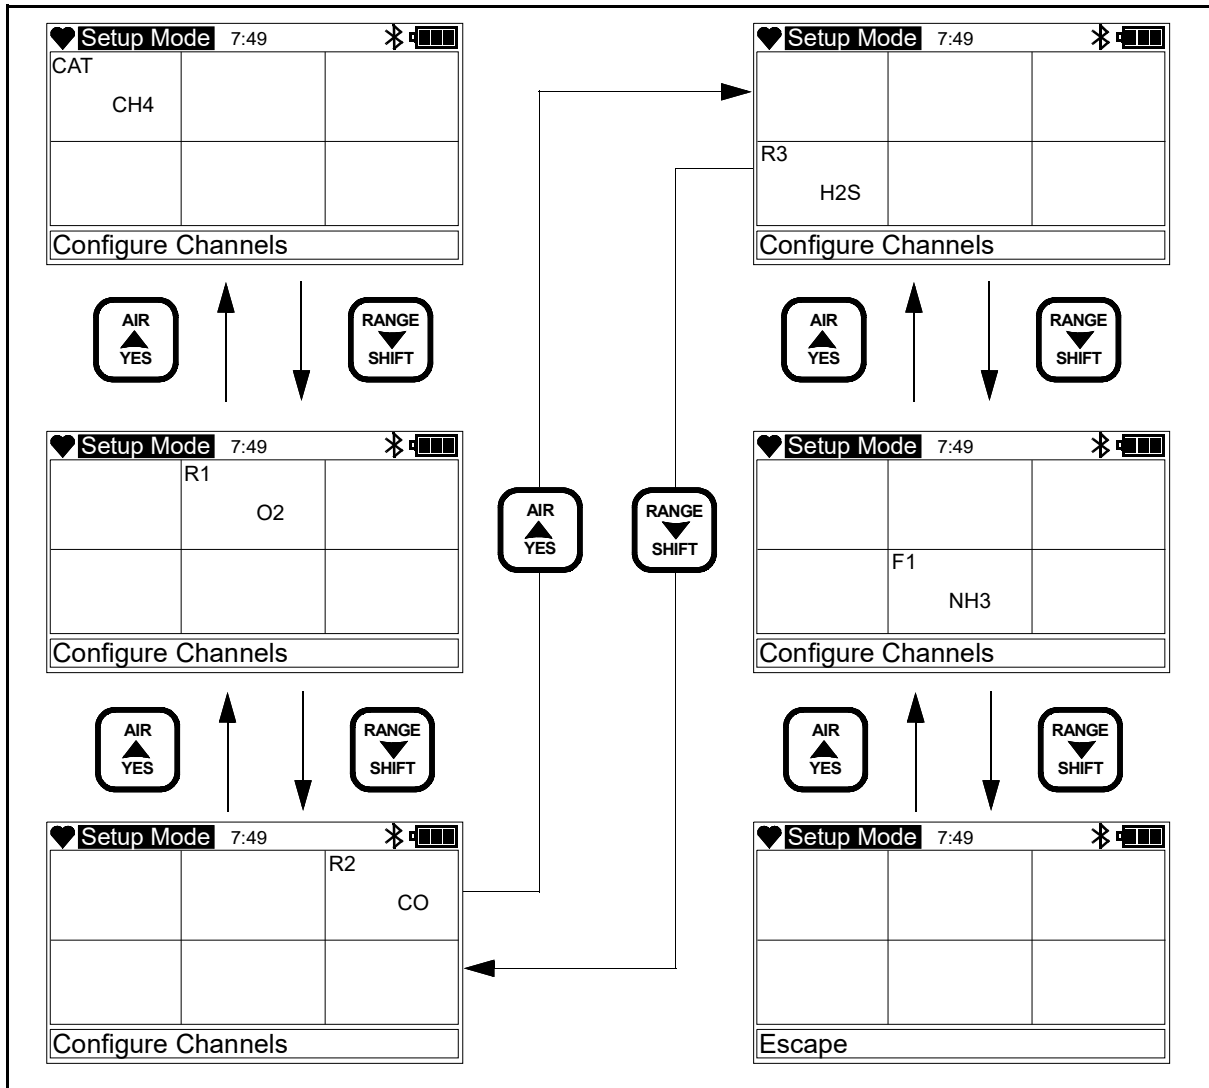 Setup Mode 7:49
CAT
CH4
Configure Channels
AIR
YES
RANGE
SHIFT
Setup Mode 7:49
R1
O2
Configure Channels
AIR
YES
RANGE
SHIFT
Setup Mode 7:49
R2
CO
Configure Channels
AIR
YES
RANGE
SHIFT
Setup Mode 7:49
R3
H2S
Configure Channels
AIR
YES
RANGE
SHIFT
Setup Mode 7:49
F1
NH3
Configure Channels
AIR
YES
RANGE
SHIFT
Setup Mode 7:49
Escape